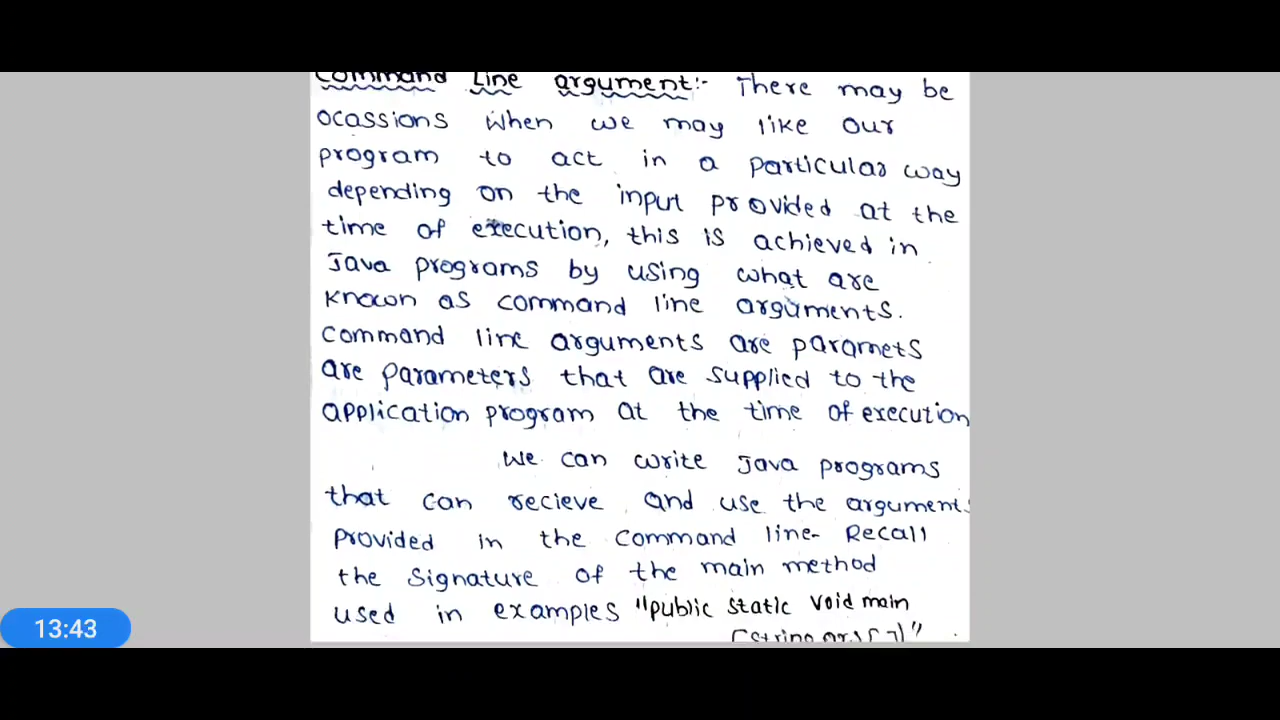 Command Line argument:- There may be
ocassions when we may like our
program to act in a particular way
depending on the input provided at the
time of execution, this is achieved in
Java programs by using what are
known as command line arguments.
Command line arguments are paramets
are parameters that are supplied to the
application program at the time of execution
We can write Java programs
that can recieve and use the arguments
provided in the command line- Recall
the signature of the main method
used in examples "public static void main
13:43